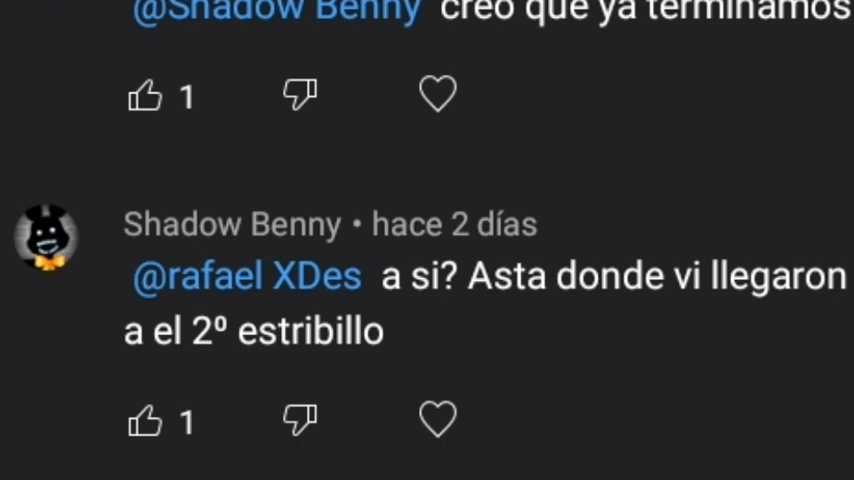 @Shadow Benny creo que ya terminamos
1
Shadow Benny • hace 2 días
@rafael XDes a si? Asta donde vi llegaron
a el 2º estribillo
1